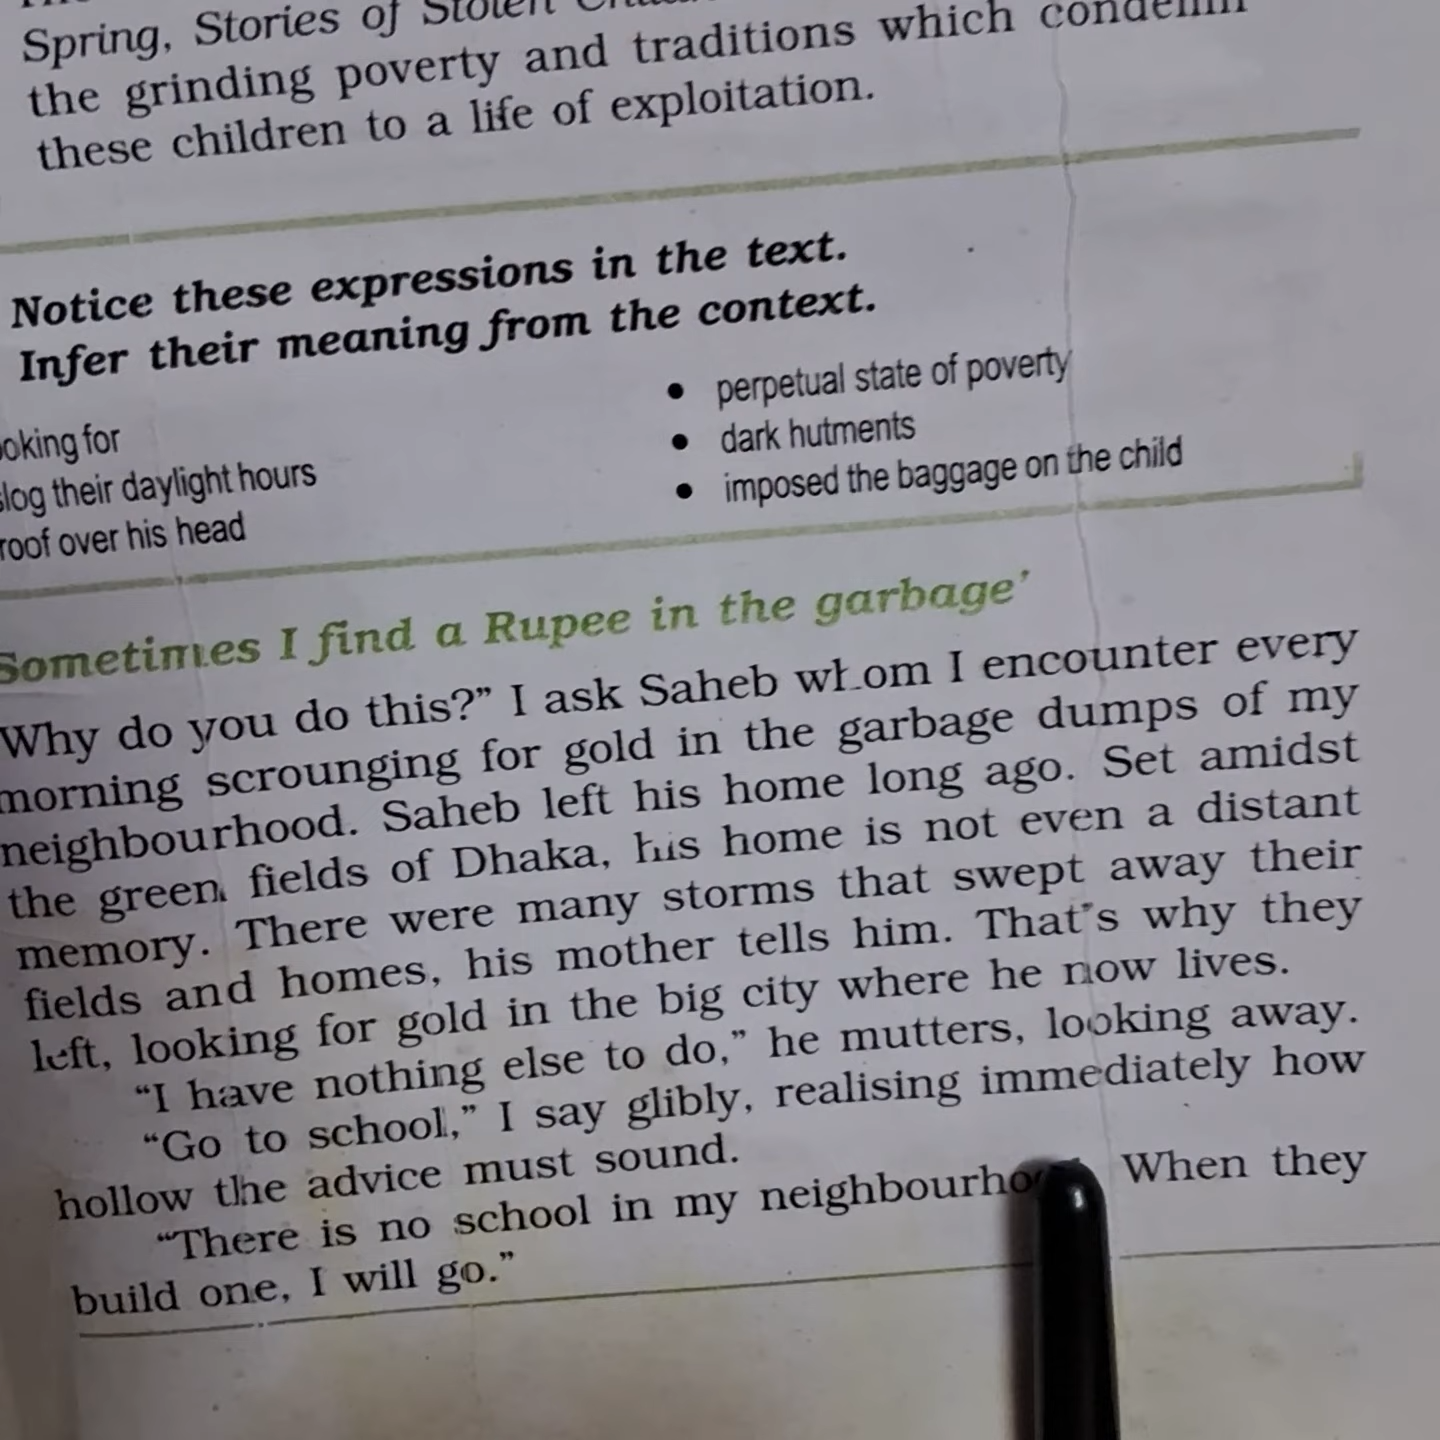 Spring, Stories of Stolen
the grinding poverty and traditions which condemn
these children to a life of exploitation.
Notice these expressions in the text.
Infer their meaning from the context.
oking for
slog their daylight hours
roof over his head
• perpetual state of poverty
• dark hutments
• imposed the baggage on the child
Sometimes I find a Rupee in the garbage’
Why do you do this?” I ask Saheb whom I encounter every
morning scrounging for gold in the garbage dumps of my
neighbourhood. Saheb left his home long ago. Set amidst
the green fields of Dhaka, his home is not even a distant
memory. There were many storms that swept away their
fields and homes, his mother tells him. That’s why they
left, looking for gold in the big city where he now lives.
“I have nothing else to do,” he mutters, looking away.
“Go to school,” I say glibly, realising immediately how
hollow the advice must sound.
“There is no school in my When they
build one, I will go.”